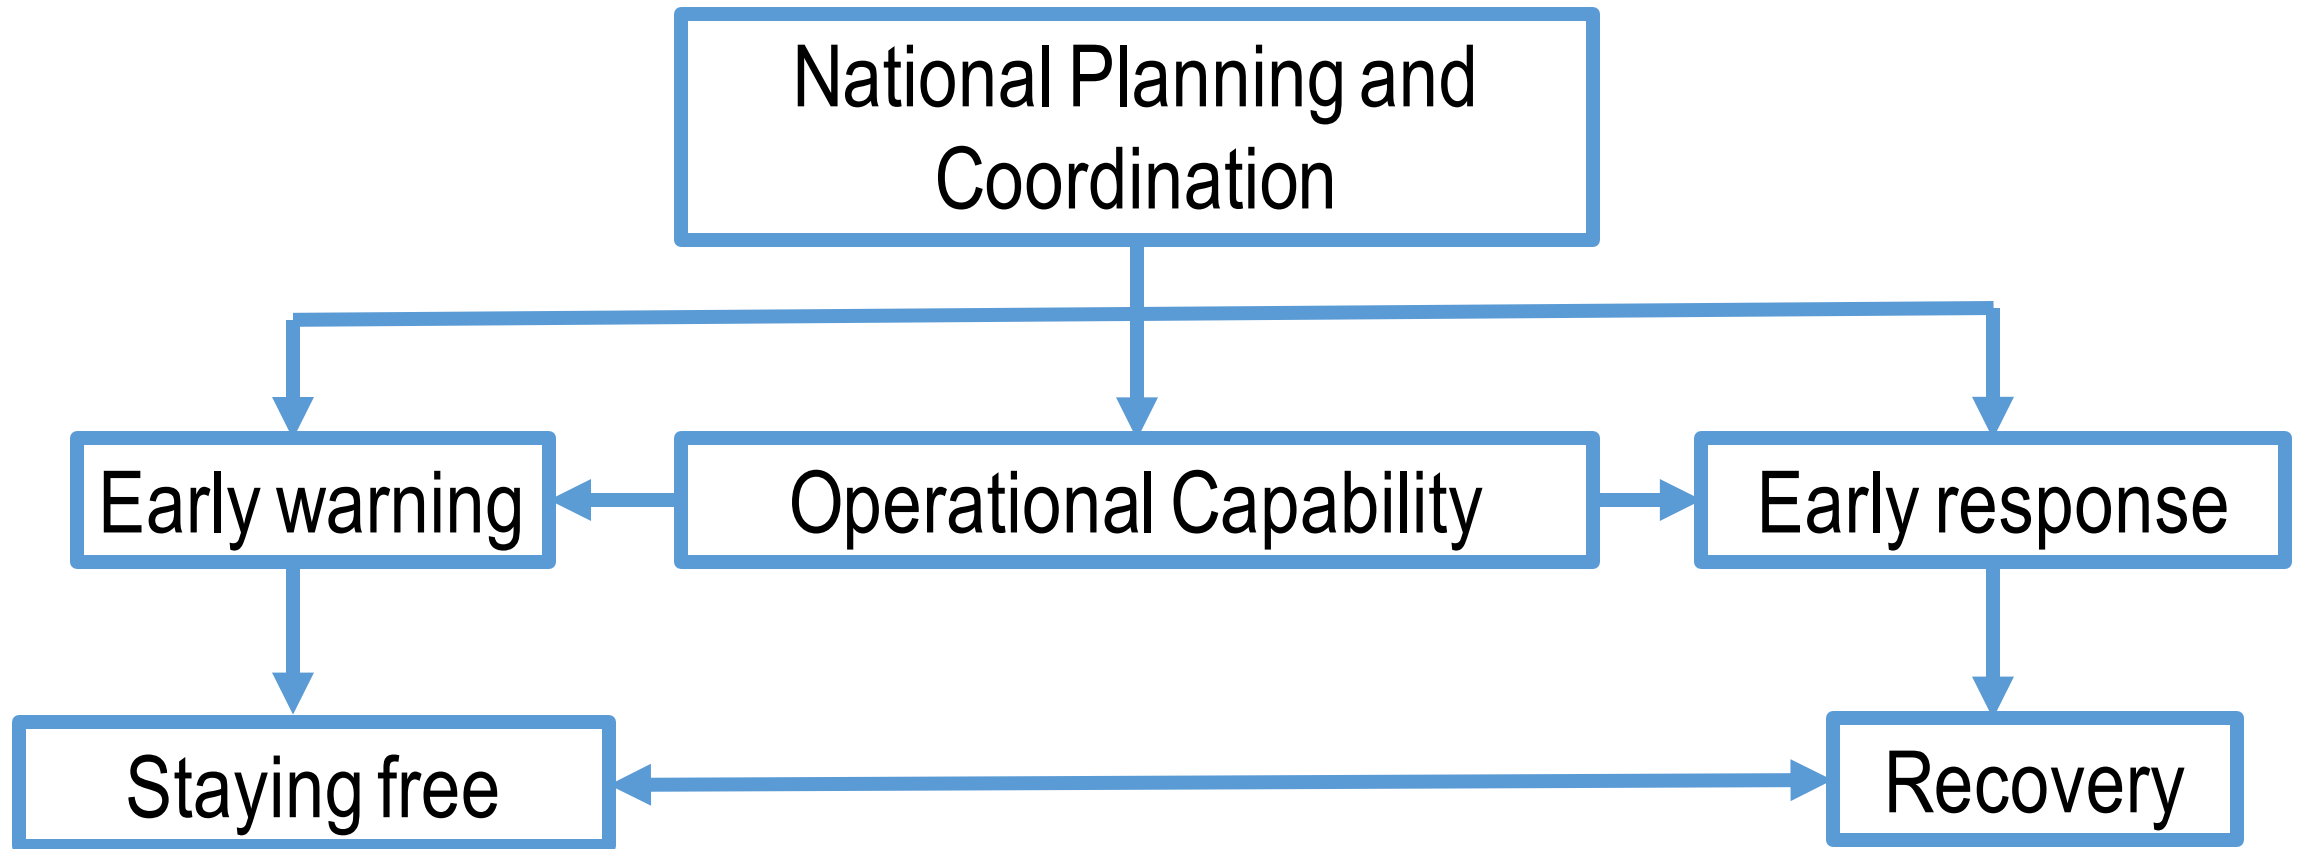 National Planning and
Coordination
Early warning
Operational Capability
Early response
Staying free
Recovery